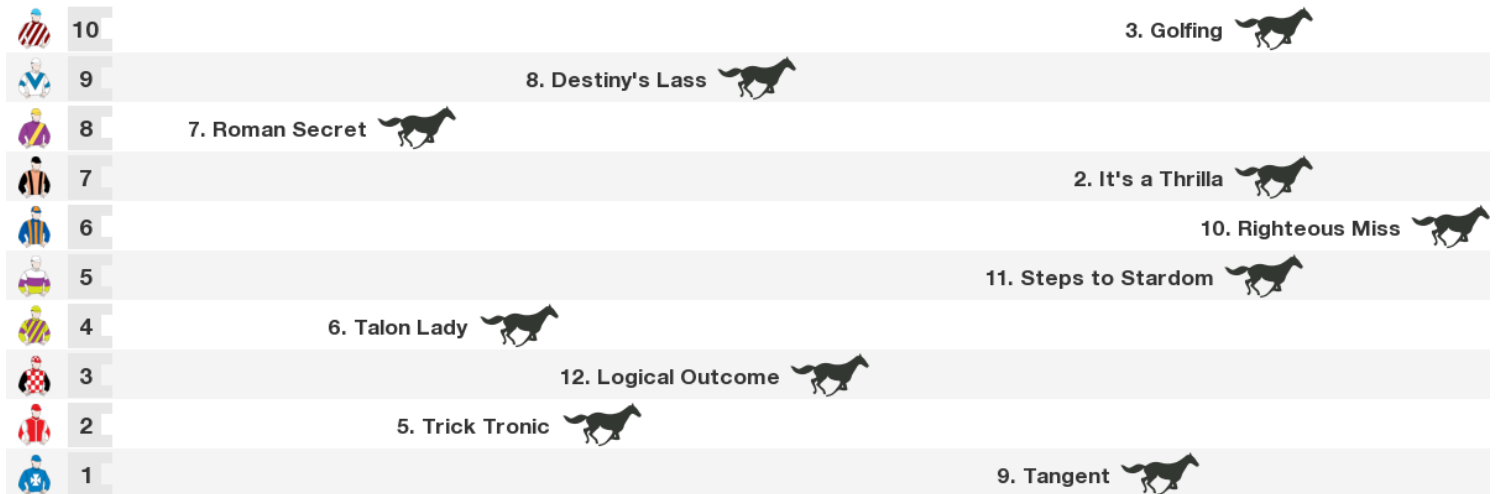 10 3. Golfing
9 8. Destiny's Lass
8 7. Roman Secret
7 2. It's a Thrilla
6 10. Righteous Miss
5 11. Steps to Stardom
4 6. Talon Lady
3 12. Logical Outcome
2 5. Trick Tronic
1 9. Tangent